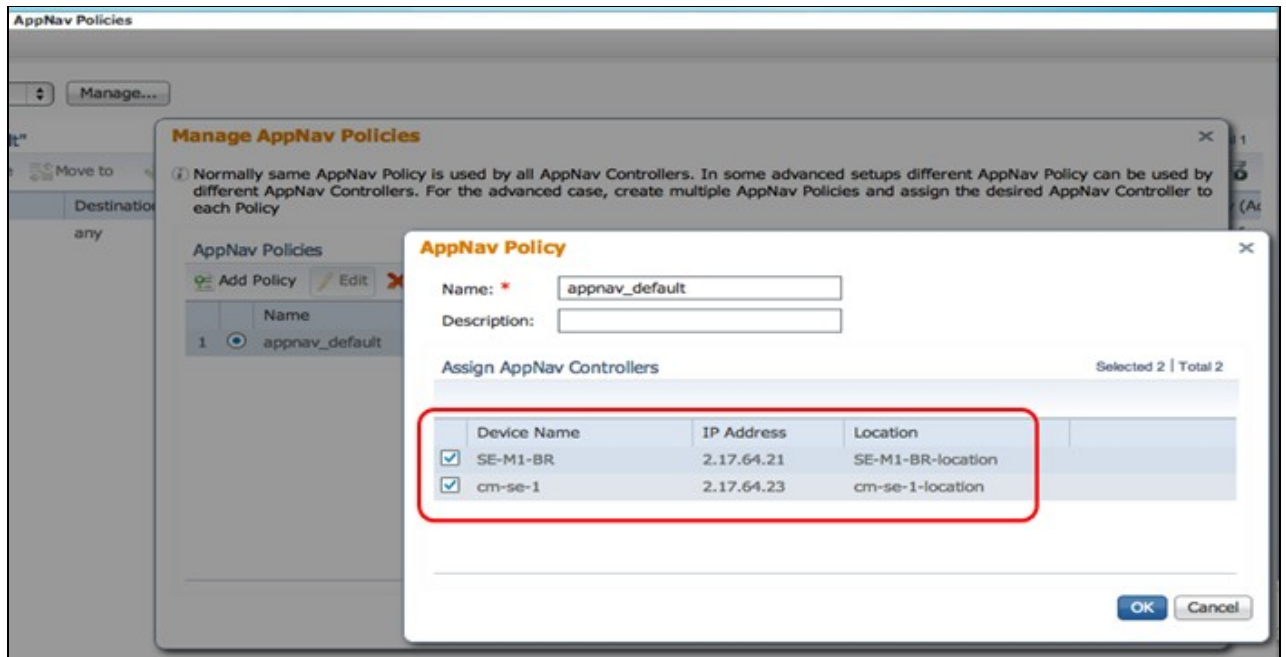 AppNav Policies
Manage...
lt"
Move to
Manage AppNav Policies
Normally same AppNav Policy is used by all AppNav Controllers. In some advanced setups different AppNav Policy can be used by
different AppNav Controllers. For the advanced case, create multiple AppNav Policies and assign the desired AppNav Controller to
each Policy
Destination
any
AppNav Policies
Add Policy Edit
Name
1 appnav_default
AppNav Policy
Name: * appnav_default
Description:
Assign AppNav Controllers Selected 2 | Total 2
Device Name IP Address Location
SE-M1-BR 2.17.64.21 SE-M1-BR-location
cm-se-1 2.17.64.23 cm-se-1-location
OK Cancel